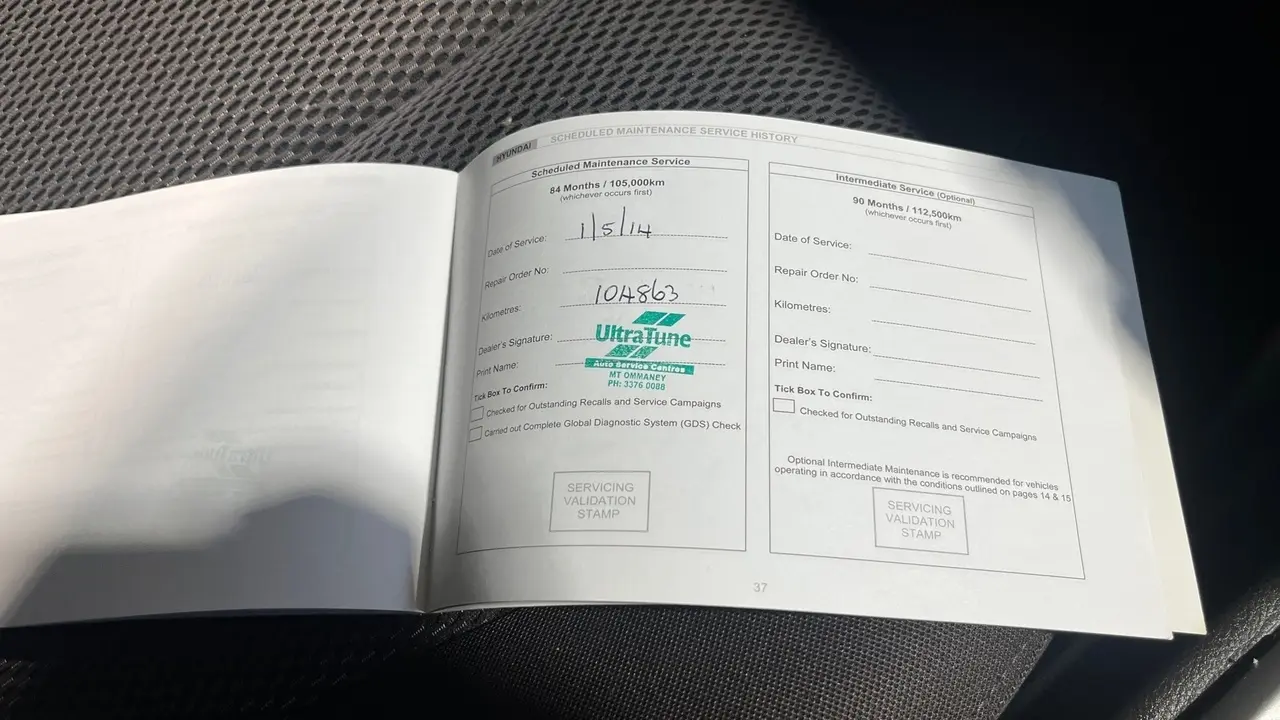 HYUNDAI SCHEDULED MAINTENANCE SERVICE HISTORY
Scheduled Maintenance Service
84 Months / 105,000km
(whichever occurs first)
Date of Service: 1/5/14
Repair Order No:
Kilometres: 104863
Dealer's Signature:
Print Name:
UltraTune
Auto Service Centres
MT OMMANEY
PH: 3376 0088
Tick Box To Confirm:
Checked for Outstanding Recalls and Service Campaigns
Carried out Complete Global Diagnostic System (GDS) Check
SERVICING
VALIDATION
STAMP
Intermediate Service (Optional)
90 Months / 112,500km
(whichever occurs first)
Date of Service:
Repair Order No:
Kilometres:
Dealer's Signature:
Print Name:
Tick Box To Confirm:
Checked for Outstanding Recalls and Service Campaigns
Optional Intermediate Maintenance is recommended for vehicles
operating in accordance with the conditions outlined on pages 14 & 15
SERVICING
VALIDATION
STAMP
37